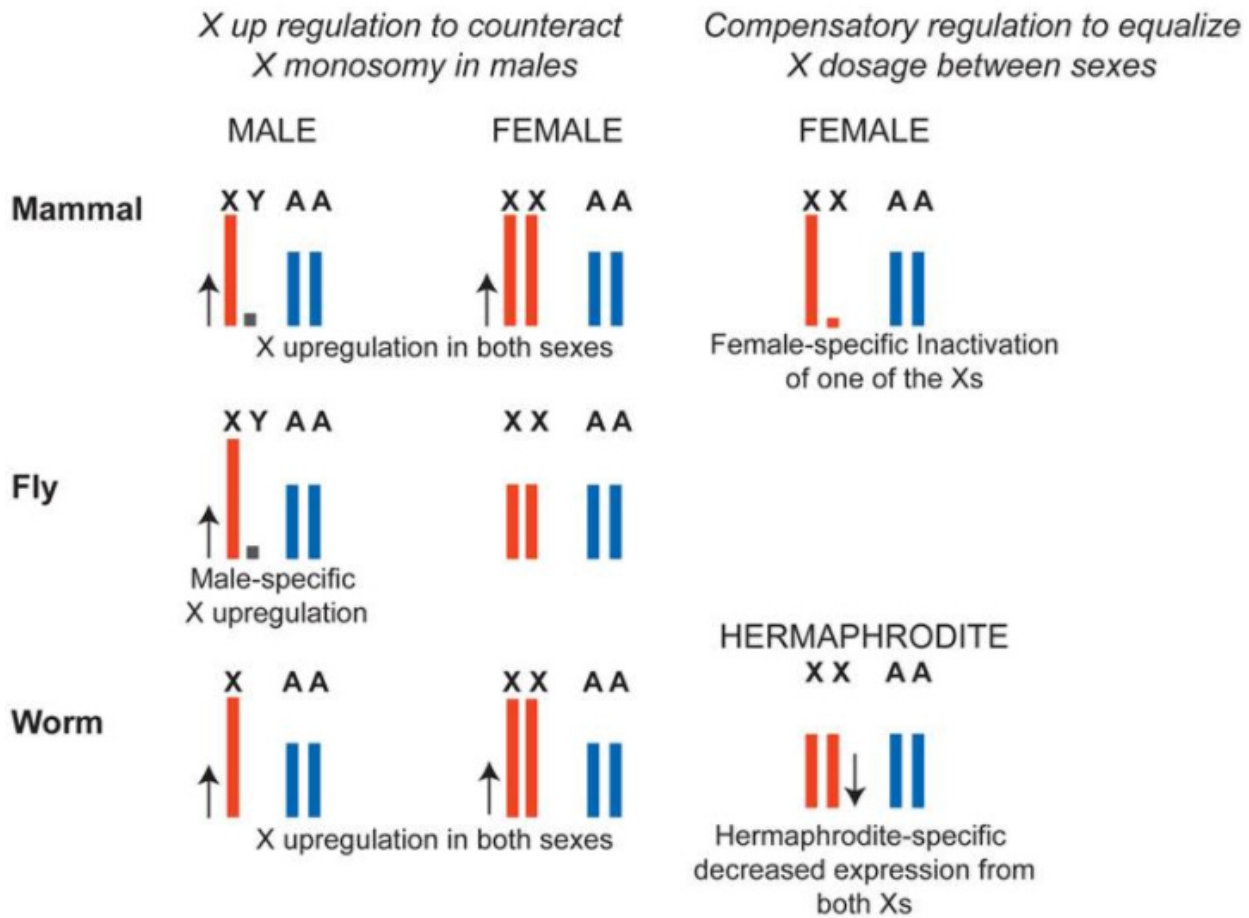 X up regulation to counteract
X monosomy in males
Compensatory regulation to equalize
X dosage between sexes
MALE
FEMALE
FEMALE
Mammal
X Y A A
X X A A
X X A A
X upregulation in both sexes
Female-specific Inactivation
of one of the Xs
Fly
X Y A A
X X A A
Male-specific
X upregulation
HERMAPHRODITE
Worm
X A A
X X A A
X X A A
X upregulation in both sexes
Hermaphrodite-specific
decreased expression from
both Xs